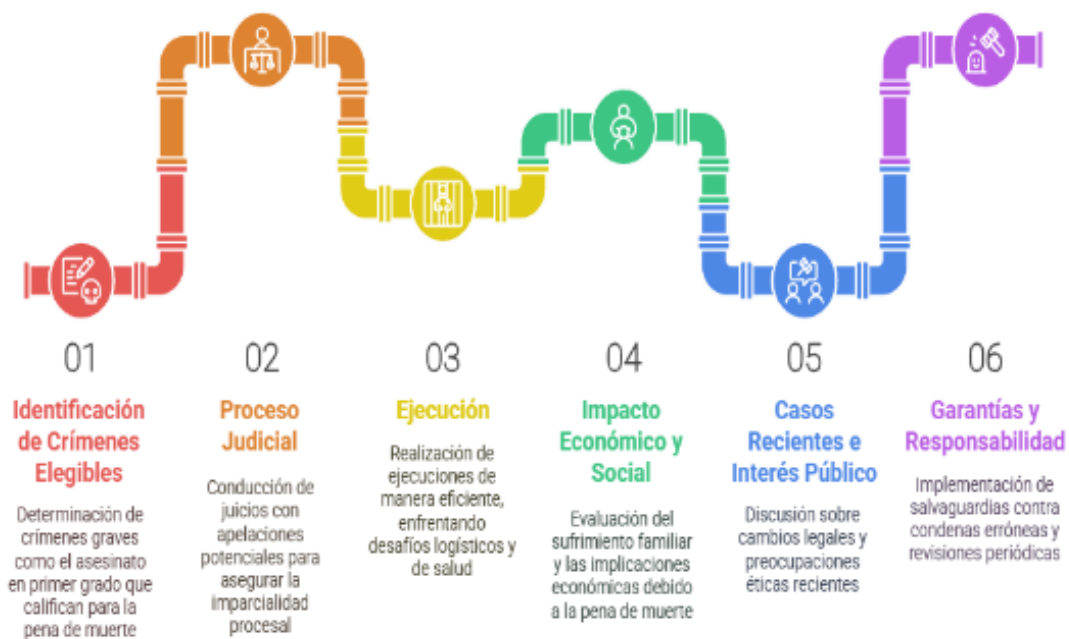 01
Identificación
de Crímenes
Elegibles
Determinación de
crímenes graves
como el asesinato
en primer grado que
califican para la
pena de muerte
02
Proceso
Judicial
Conducción de
juicios con
apelaciones
potenciales para
asegurar la
imparcialidad
procesal
03
Ejecución
Realización de
ejecuciones de
manera eficiente,
enfrentando
desafíos logísticos y
de salud
04
Impacto
Económico y
Social
Evaluación del
sufrimiento familiar
y las implicaciones
económicas debido
a la pena de muerte
05
Casos
Recientes e
Interés Público
Discusión sobre
cambios legales y
preocupaciones
éticas recientes
06
Garantías y
Responsabilidad
Implementación de
salvaguardias contra
condenas erróneas y
revisiones periódicas